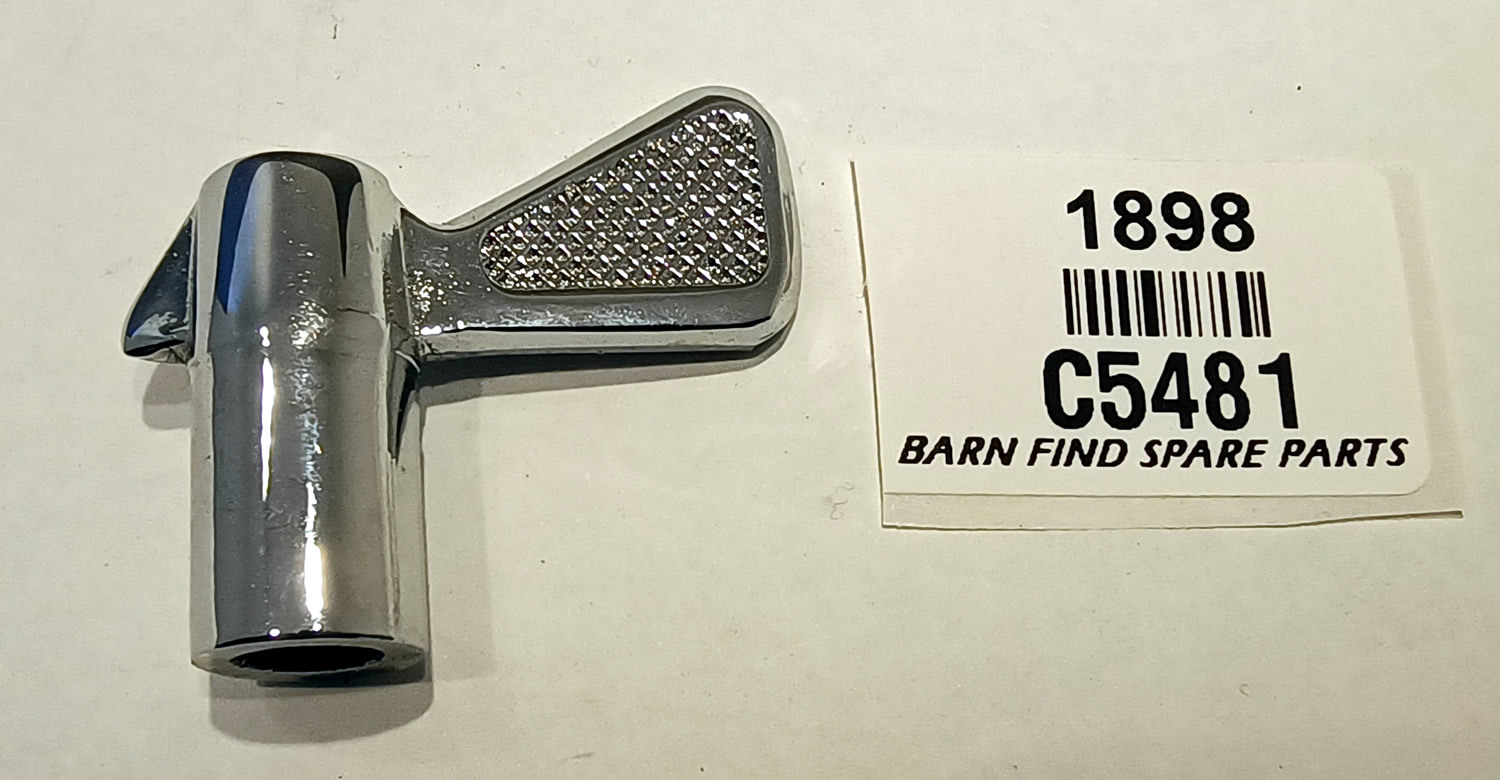 1898
C5481
BARN FIND SPARE PARTS